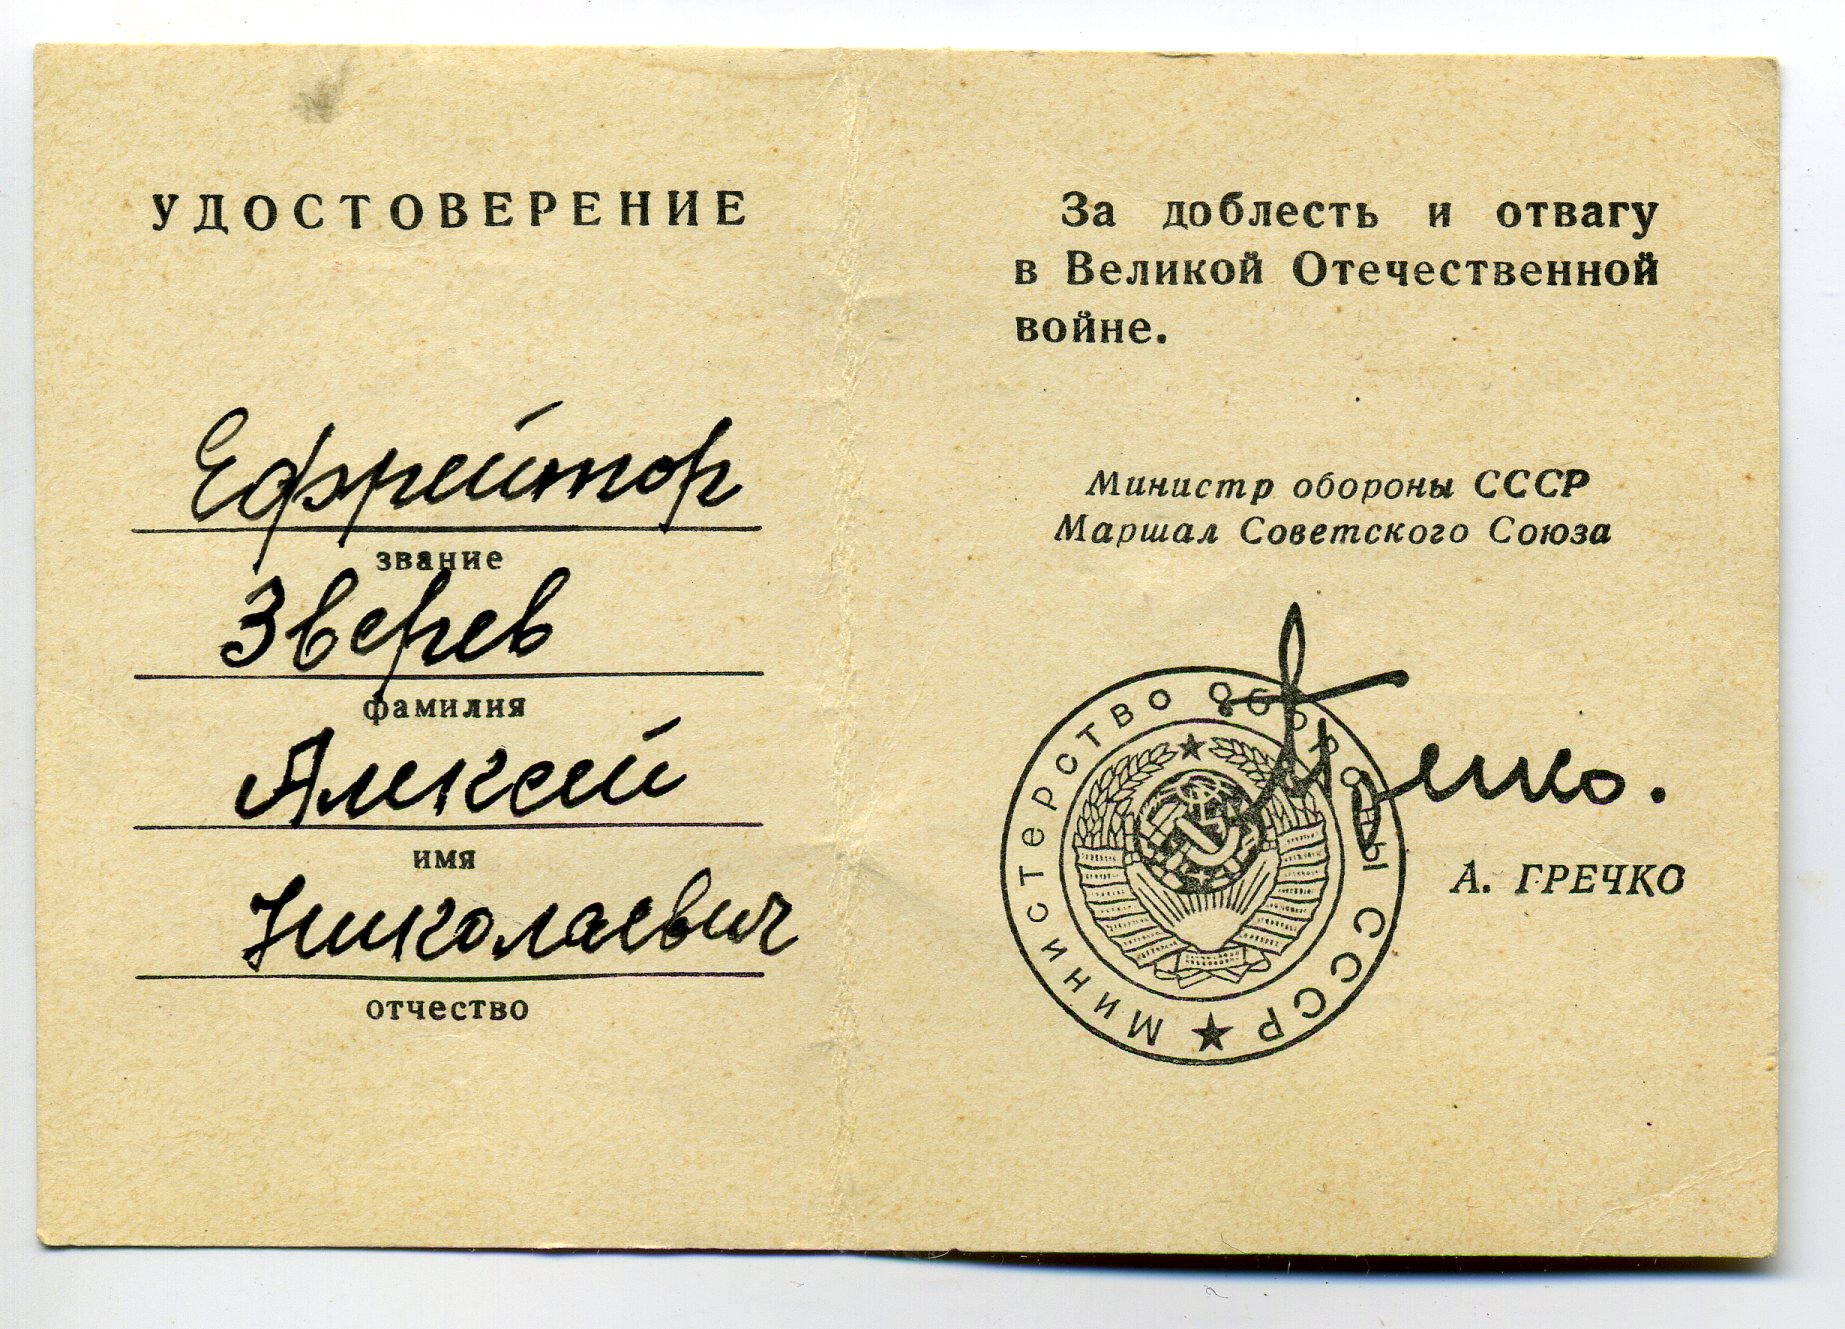 УДОСТОВЕРЕНИЕ
Ефрейтор
звание
Зверев
фамилия
Алексей
имя
Николаевич
отчество
За доблесть и отвагу
в Великой Отечественной
войне.
Министр обороны СССР
Маршал Советского Союза
Министерство Обороны СССР
А. ГРЕЧКО